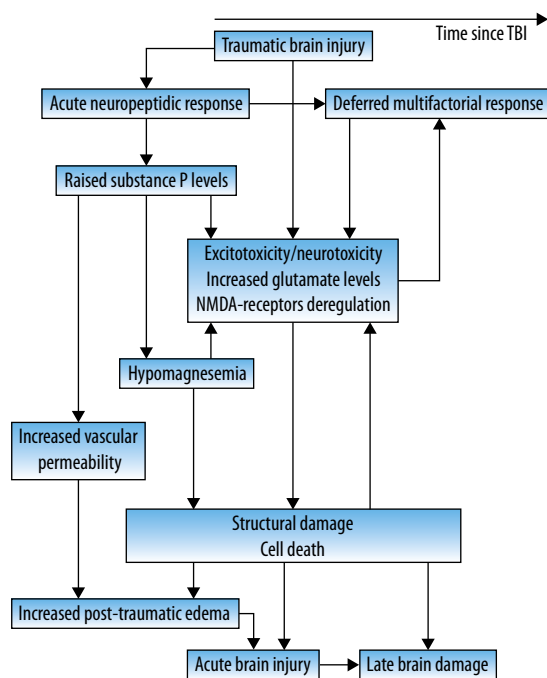 Time since TBI
Traumatic brain injury
Acute neuropeptidic response
Deferred multifactorial response
Raised substance P levels
Excitotoxicity/neurotoxicity
Increased glutamate levels
NMDA-receptors deregulation
Hypomagnesemia
Increased vascular
permeability
Structural damage
Cell death
Increased post-traumatic edema
Acute brain injury
Late brain damage